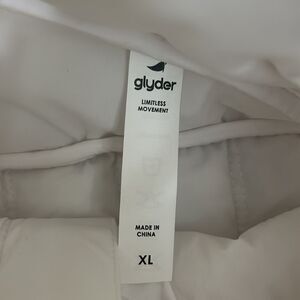 glyder
LIMITLESS
MOVEMENT
MADE IN
CHINA
XL